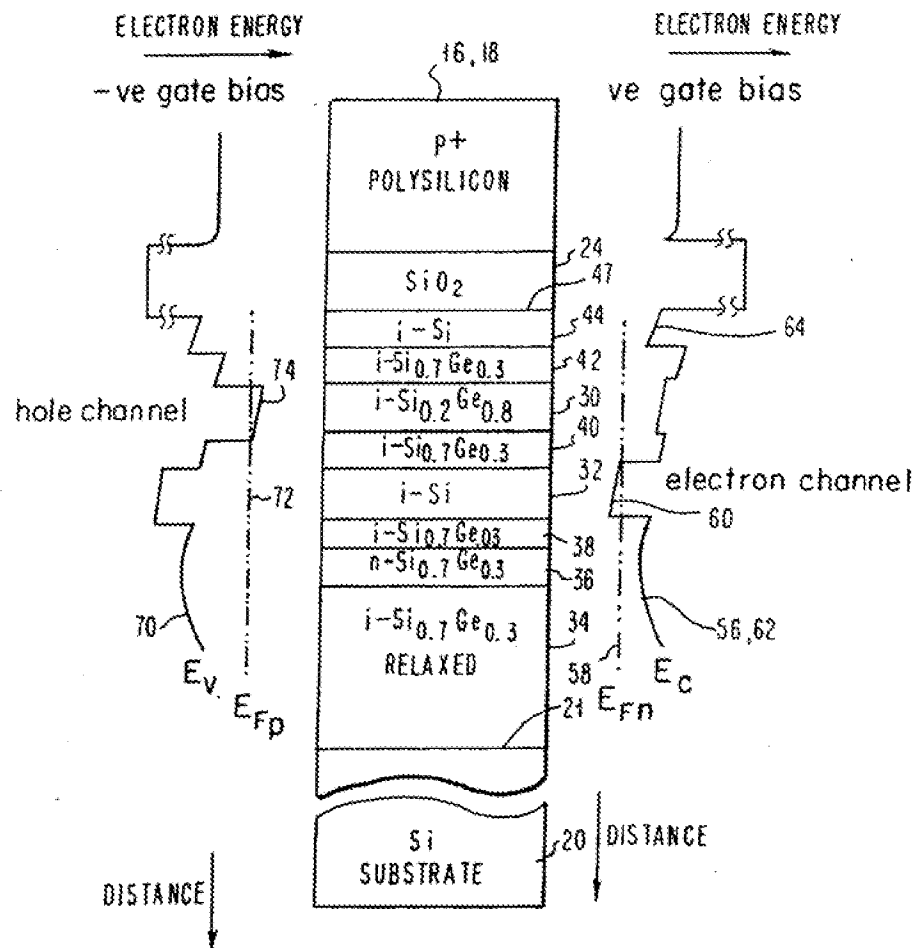 ELECTRON ENERGY
-ve gate bias
ELECTRON ENERGY
ve gate bias
16,18
p+
POLYSILICON
24
SiO2
47
i-Si
44
64
i-Si0.7Ge0.3
42
74
hole channel
i-Si0.2Ge0.8
30
i-Si0.7Ge0.3
40
72
i-Si
32
electron channel
60
i-Si0.7Ge.03
38
n-Si0.7Ge0.3
36
70
i-Si0.7Ge0.3
RELAXED
34
56,62
58
Ev.
EFp
EFn
Ec
21
Si
SUBSTRATE
20
DISTANCE
DISTANCE